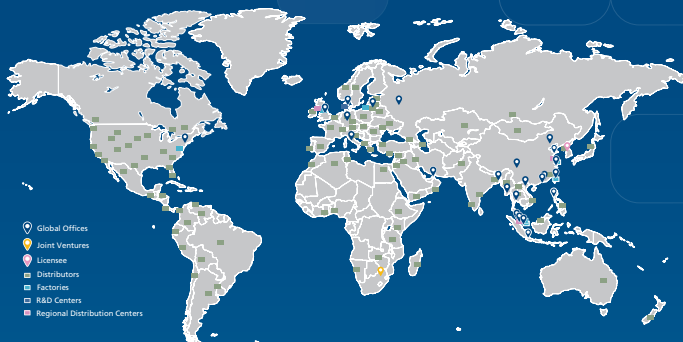 Global Offices
Joint Ventures
Licensee
Distributors
Factories
R&D Centers
Regional Distribution Centers